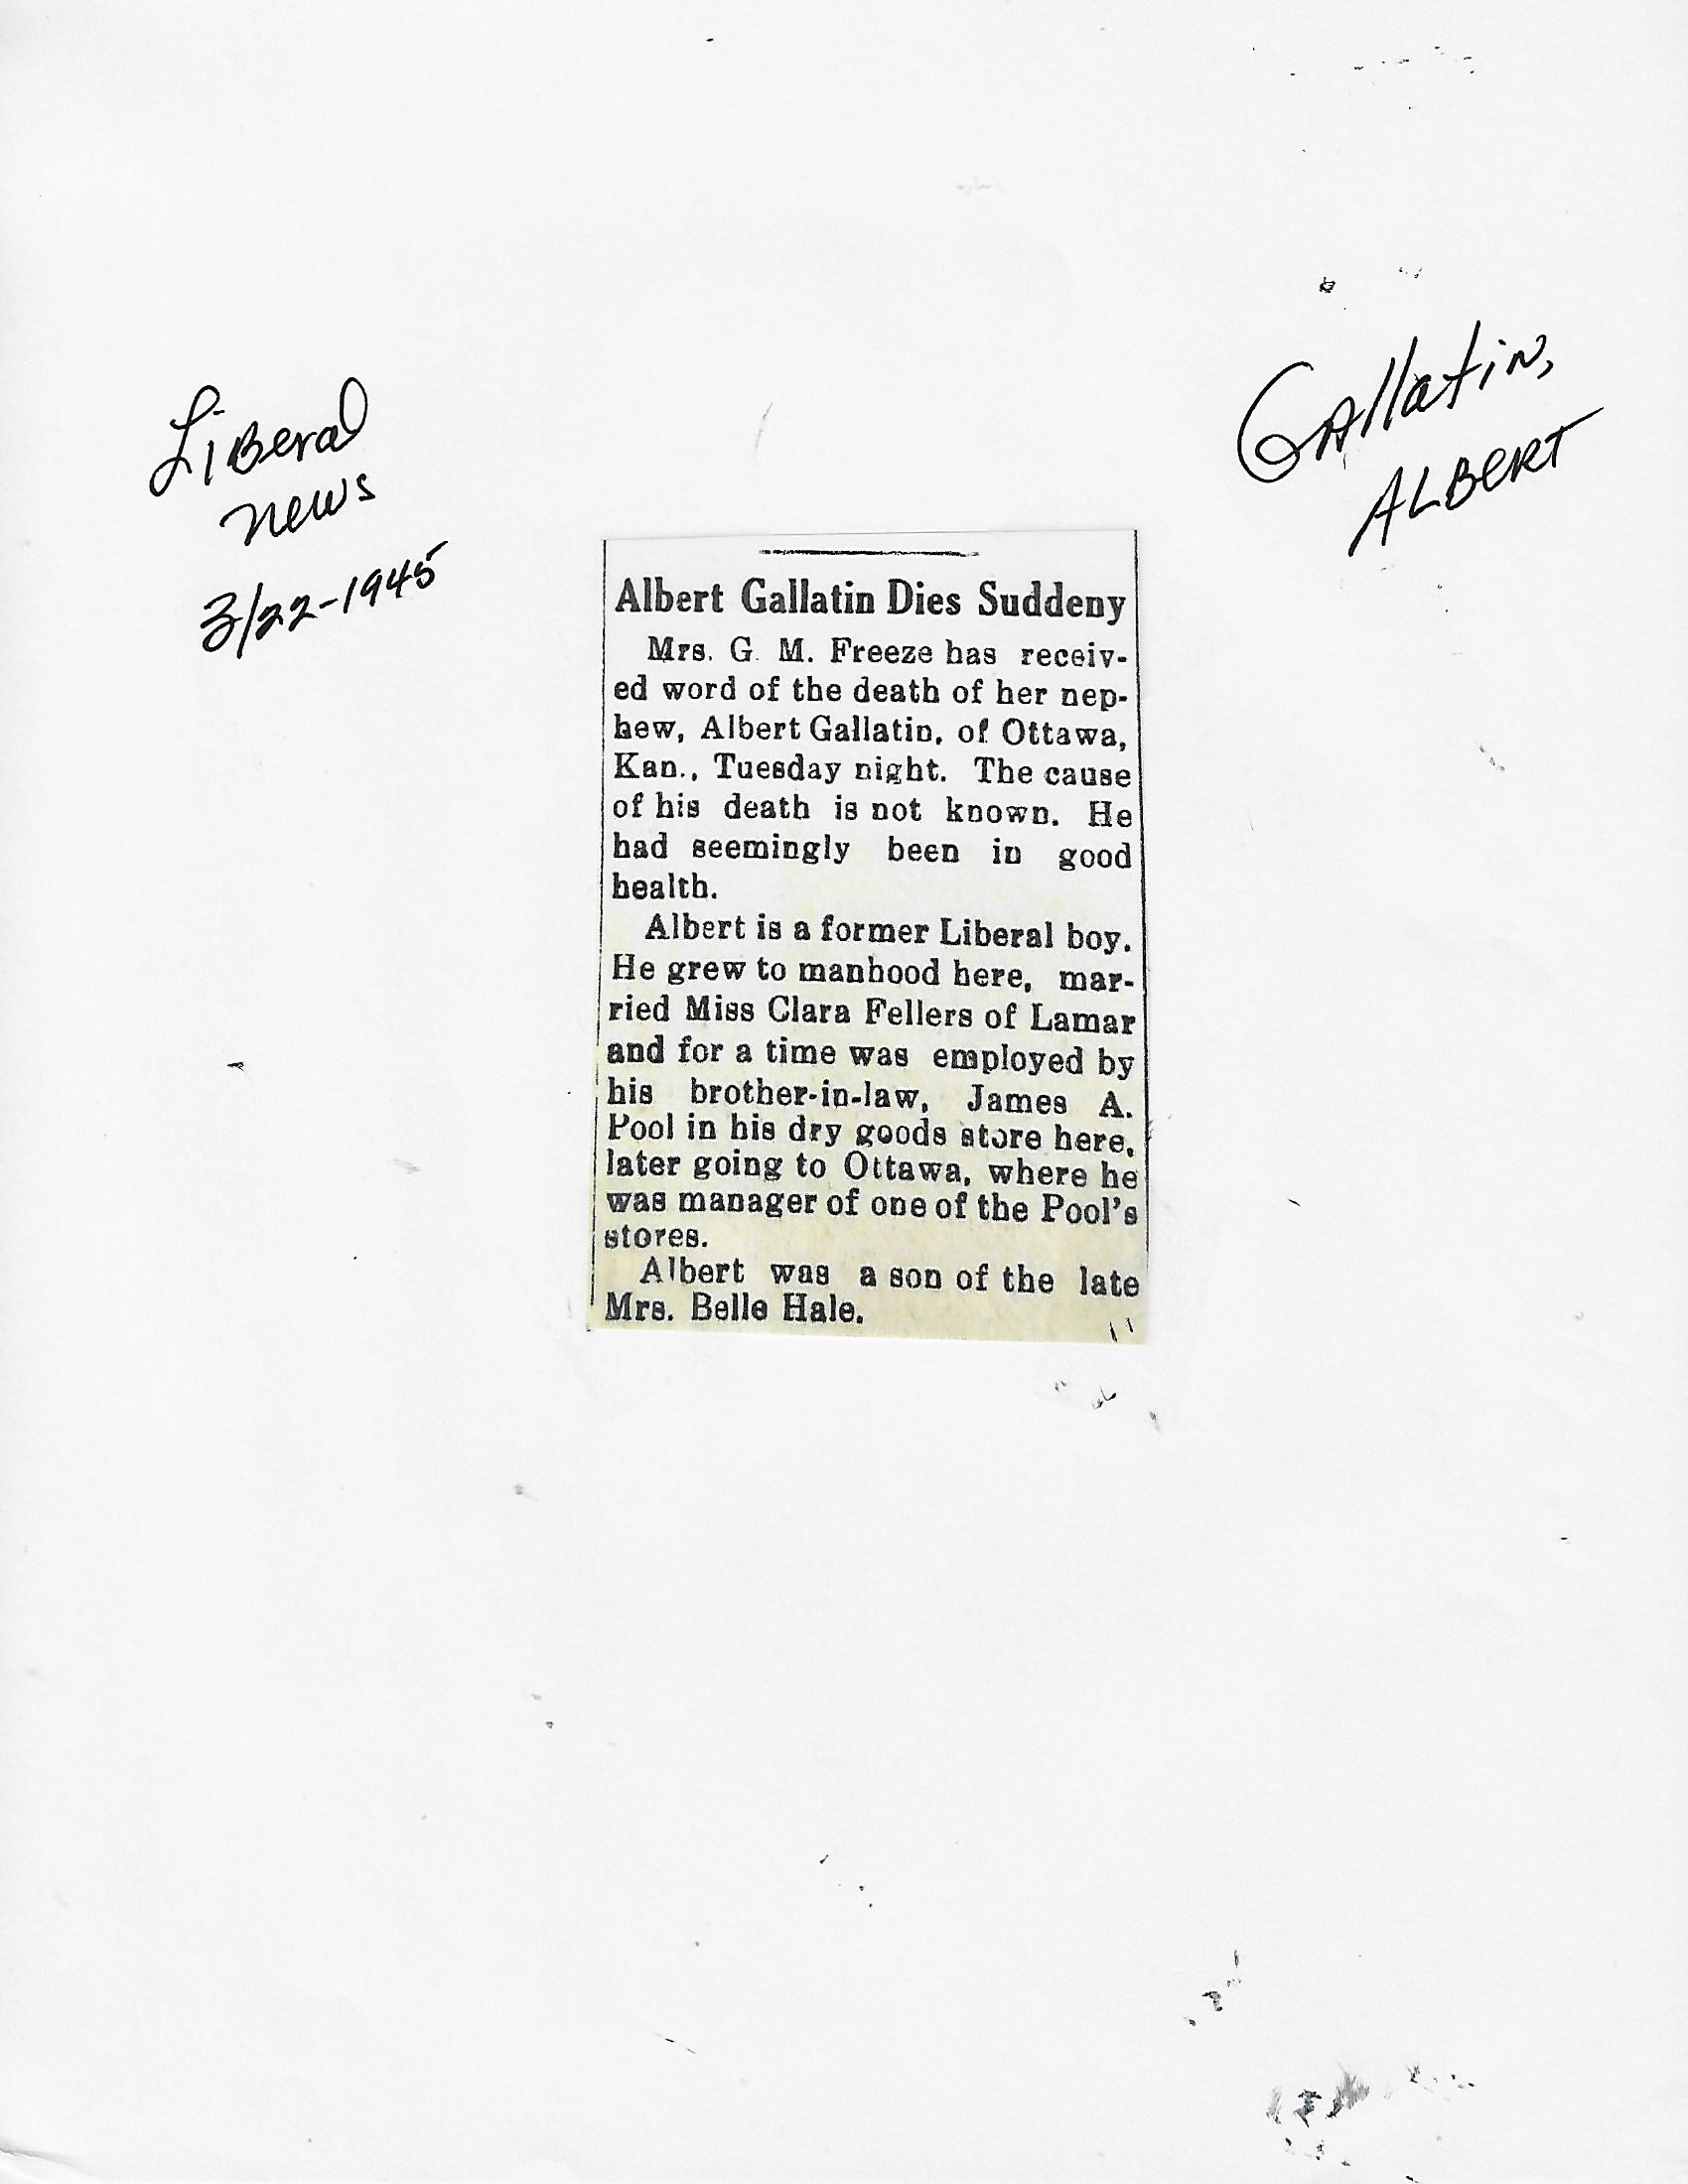 Liberal
News
3/22-1945
Gallatin,
ALBERT
Albert Gallatin Dies Suddeny
Mrs. G. M. Freeze has receiv-
ed word of the death of her nep-
hew, Albert Gallatin, of Ottawa,
Kan., Tuesday night. The cause
of his death is not known. He
had seemingly been in good
health.
Albert is a former Liberal boy.
He grew to manhood here, mar-
ried Miss Clara Fellers of Lamar
and for a time was employed by
his brother-in-law, James A.
Pool in his dry goods store here,
later going to Ottawa, where he
was manager of one of the Pool's
stores.
Albert was a son of the late
Mrs. Belle Hale.